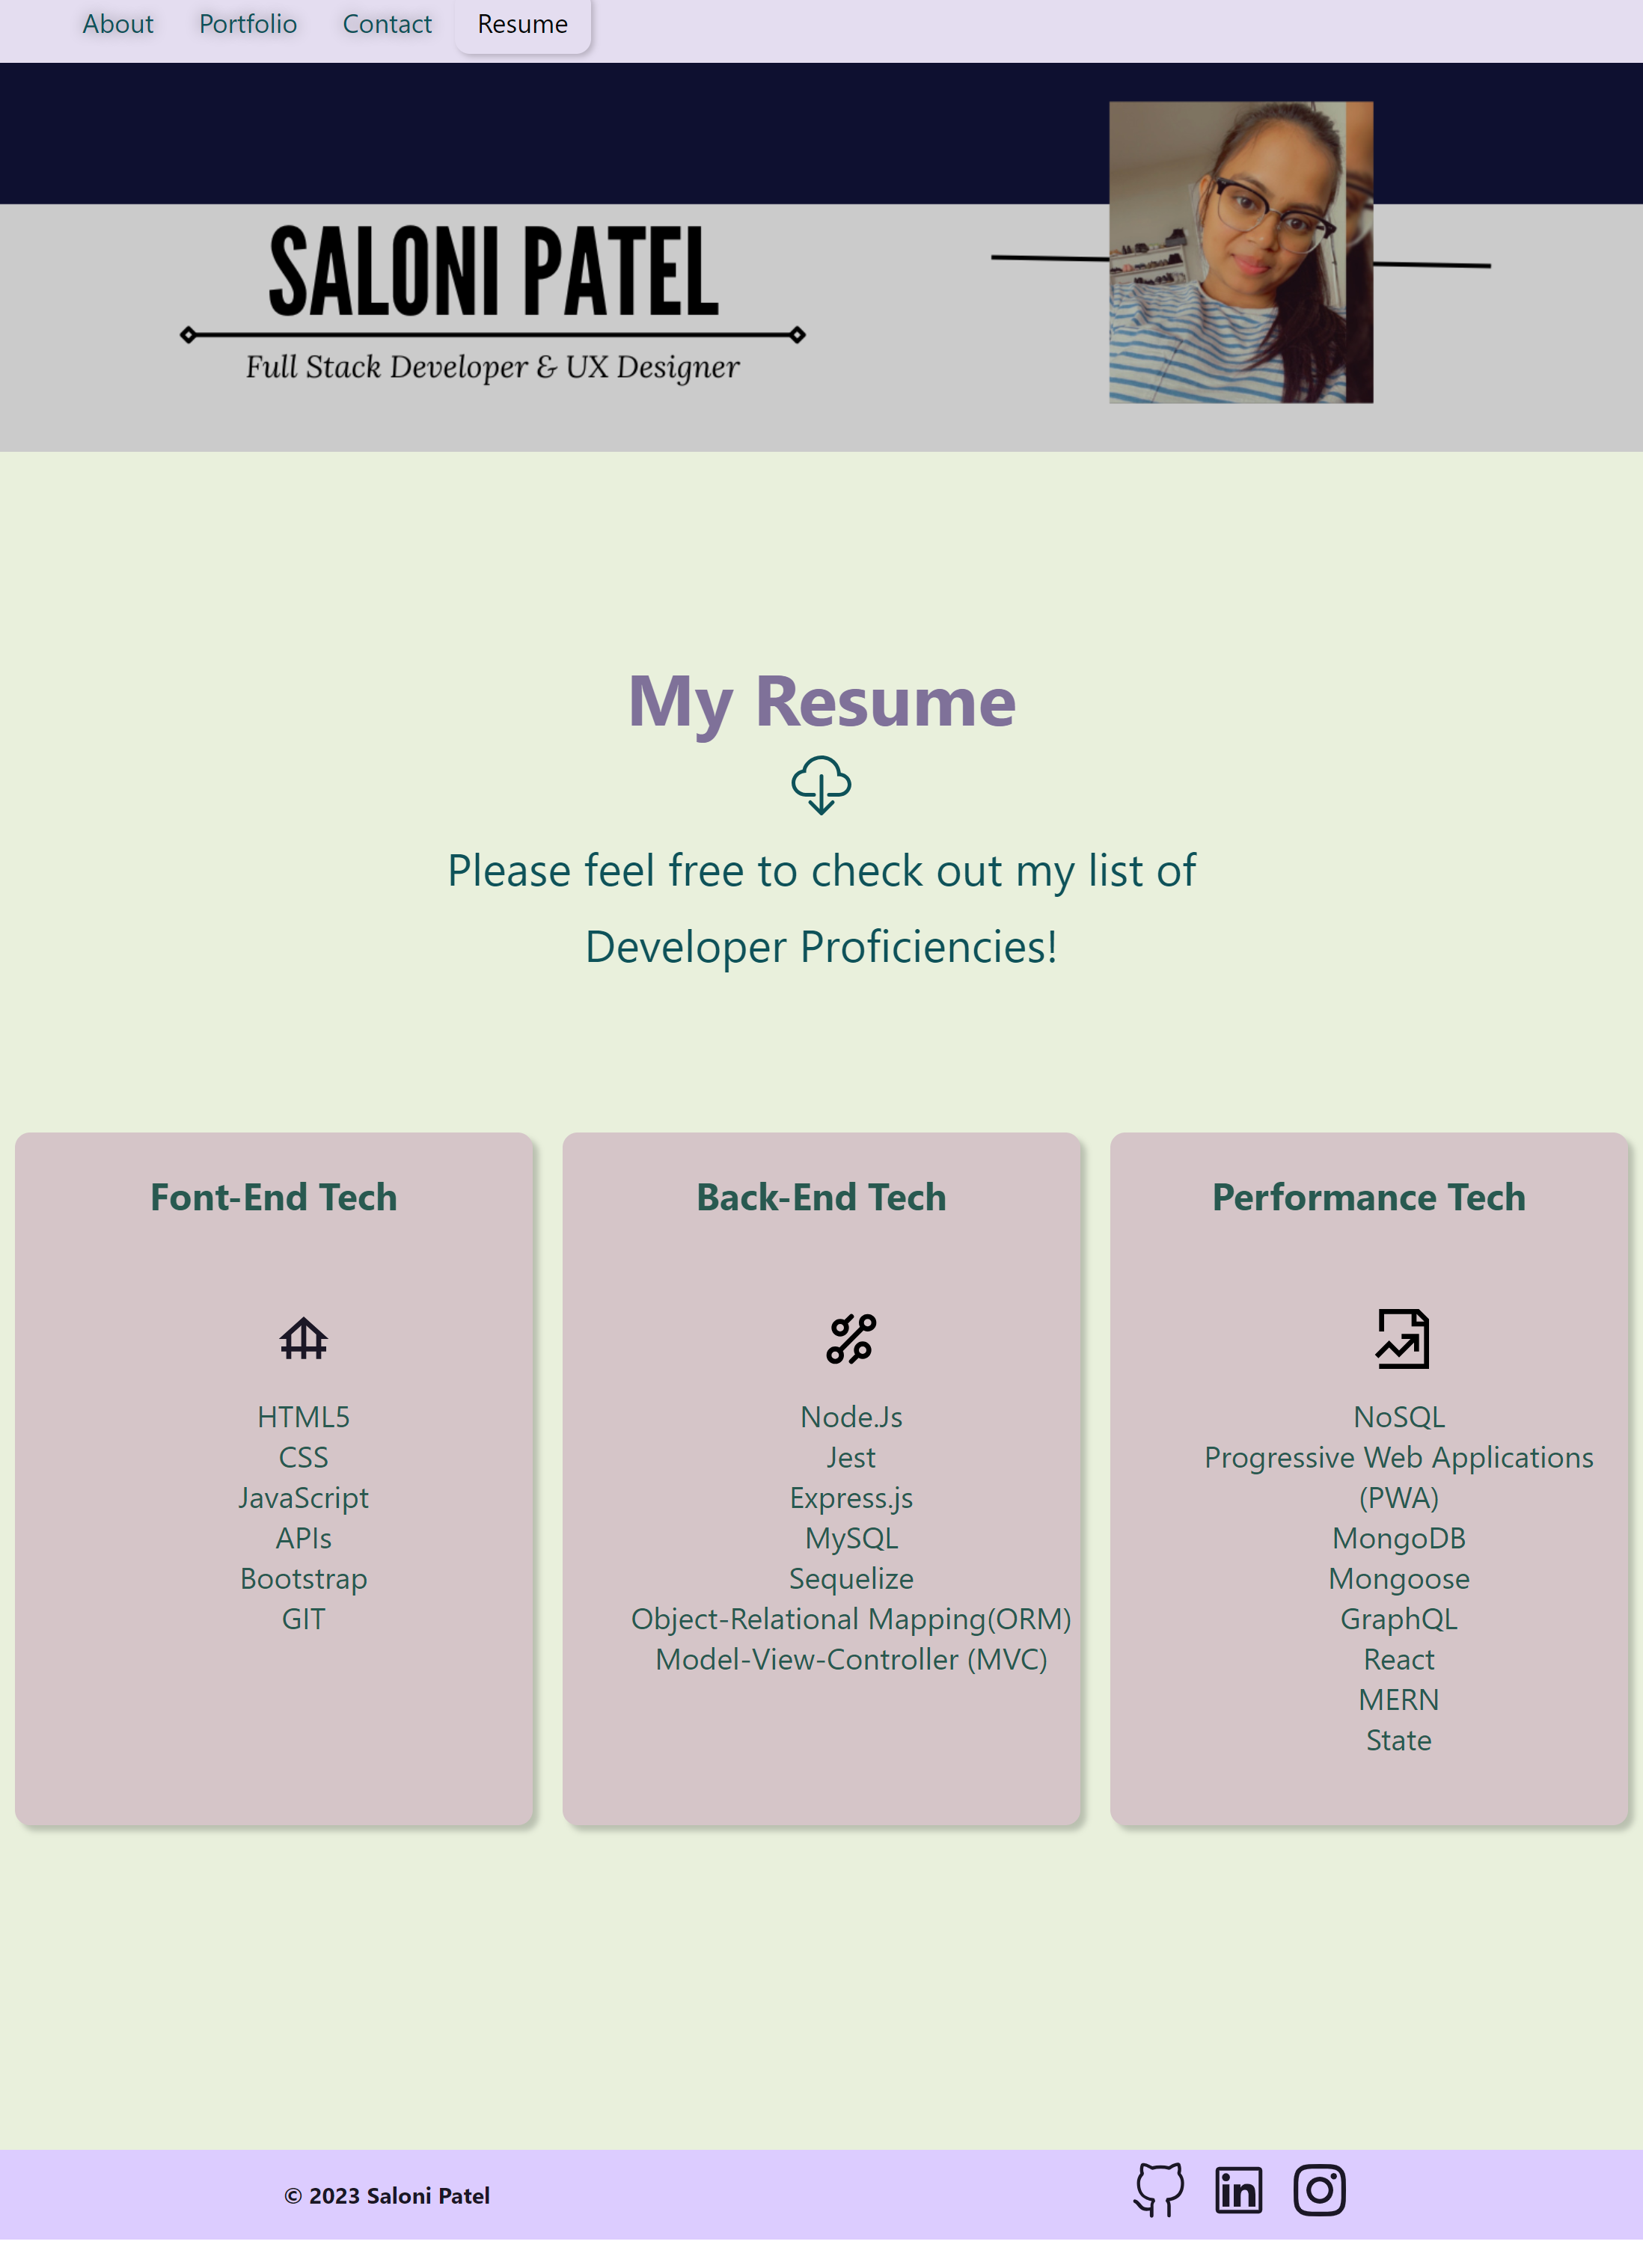 About Portfolio Contact Resume
SALONI PATEL
Full Stack Developer & UX Designer
My Resume
Please feel free to check out my list of
Developer Proficiencies!
Font-End Tech
HTML5
CSS
JavaScript
APIs
Bootstrap
GIT
Back-End Tech
Node.Js
Jest
Express.js
MySQL
Sequelize
Object-Relational Mapping(ORM)
Model-View-Controller (MVC)
Performance Tech
NoSQL
Progressive Web Applications
(PWA)
MongoDB
Mongoose
GraphQL
React
MERN
State
© 2023 Saloni Patel
in